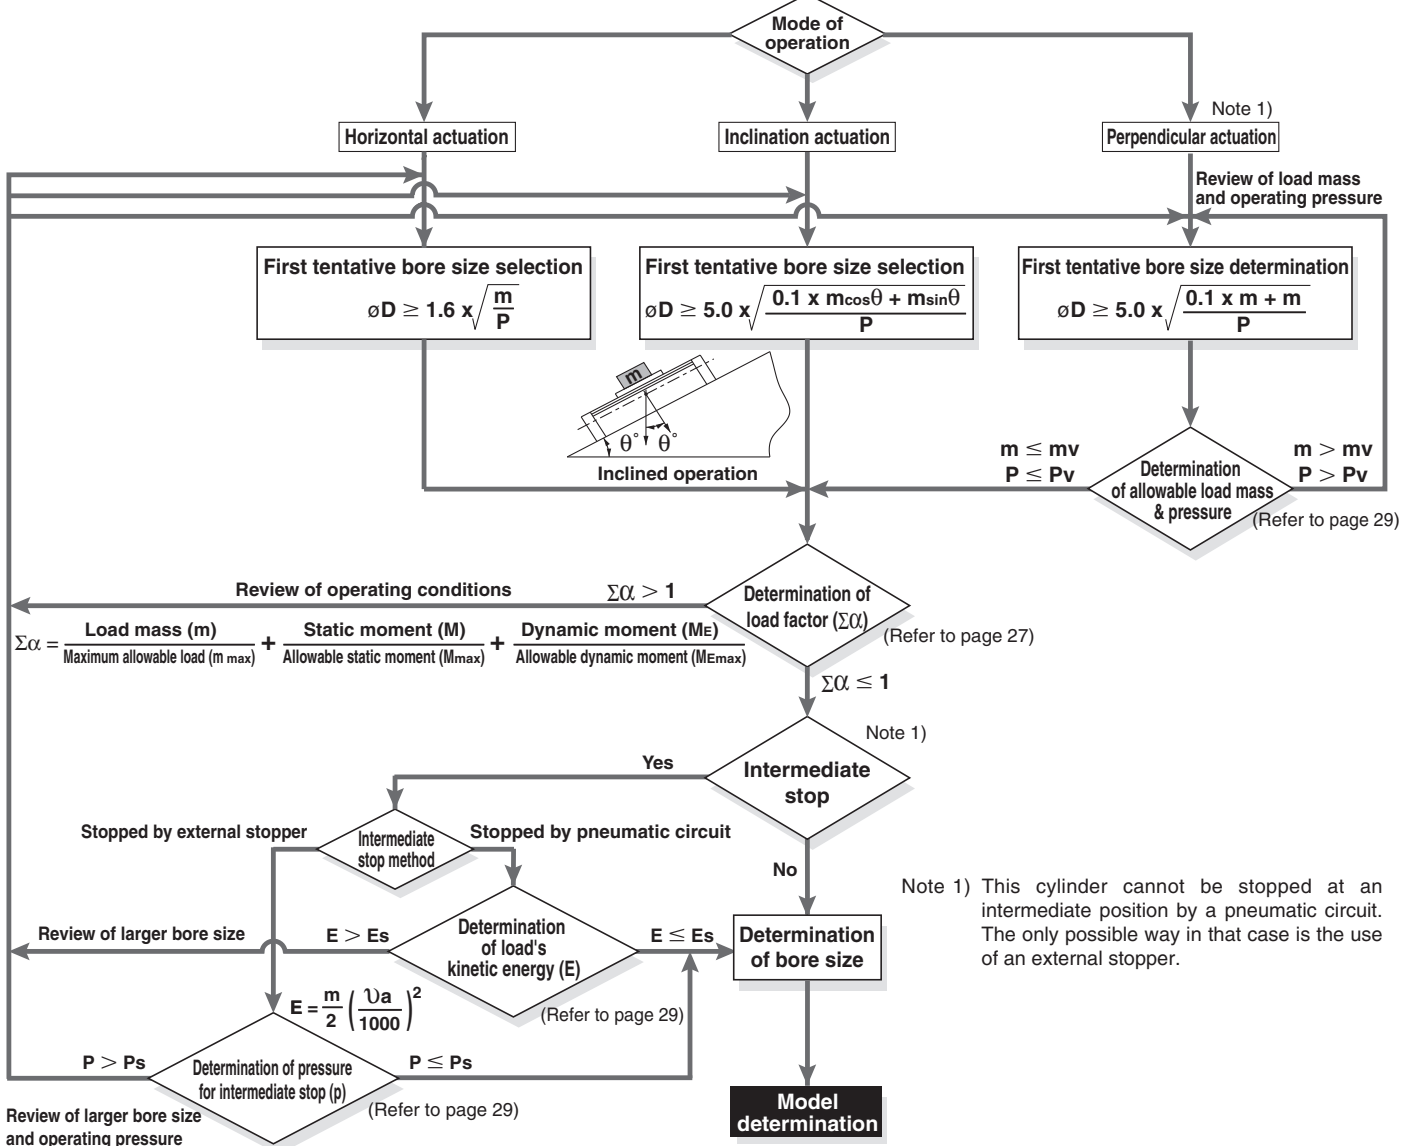 Mode of
operation
Note 1)
Horizontal actuation
Inclination actuation
Perpendicular actuation
Review of load mass
and operating pressure
First tentative bore size selection
øD ≥ 1.6 x √(m/P)
First tentative bore size selection
øD ≥ 5.0 x √((0.1 x mcosθ + msinθ)/P)
First tentative bore size determination
øD ≥ 5.0 x √((0.1 x m + m)/P)
m
θ° θ°
Inclined operation
m ≤ mv
P ≤ Pv
Determination
of allowable load mass
& pressure
m > mv
P > Pv
(Refer to page 29)
Review of operating conditions
Σα > 1
Determination of
load factor (Σα)
(Refer to page 27)
Σα = Load mass (m)/Maximum allowable load (m max) + Static moment (M)/Allowable static moment (Mmax) + Dynamic moment (ME)/Allowable dynamic moment (MEmax)
Σα ≤ 1
Note 1)
Yes
Intermediate
stop
Stopped by external stopper
Intermediate
stop method
Stopped by pneumatic circuit
No
Note 1) This cylinder cannot be stopped at an
intermediate position by a pneumatic circuit.
The only possible way in that case is the use
of an external stopper.
Review of larger bore size
E > Es
Determination
of load's
kinetic energy (E)
E ≤ Es
Determination
of bore size
E = m/2 (υa/1000)²
(Refer to page 29)
P > Ps
Determination of pressure
for intermediate stop (p)
P ≤ Ps
(Refer to page 29)
Review of larger bore size
and operating pressure
Model
determination